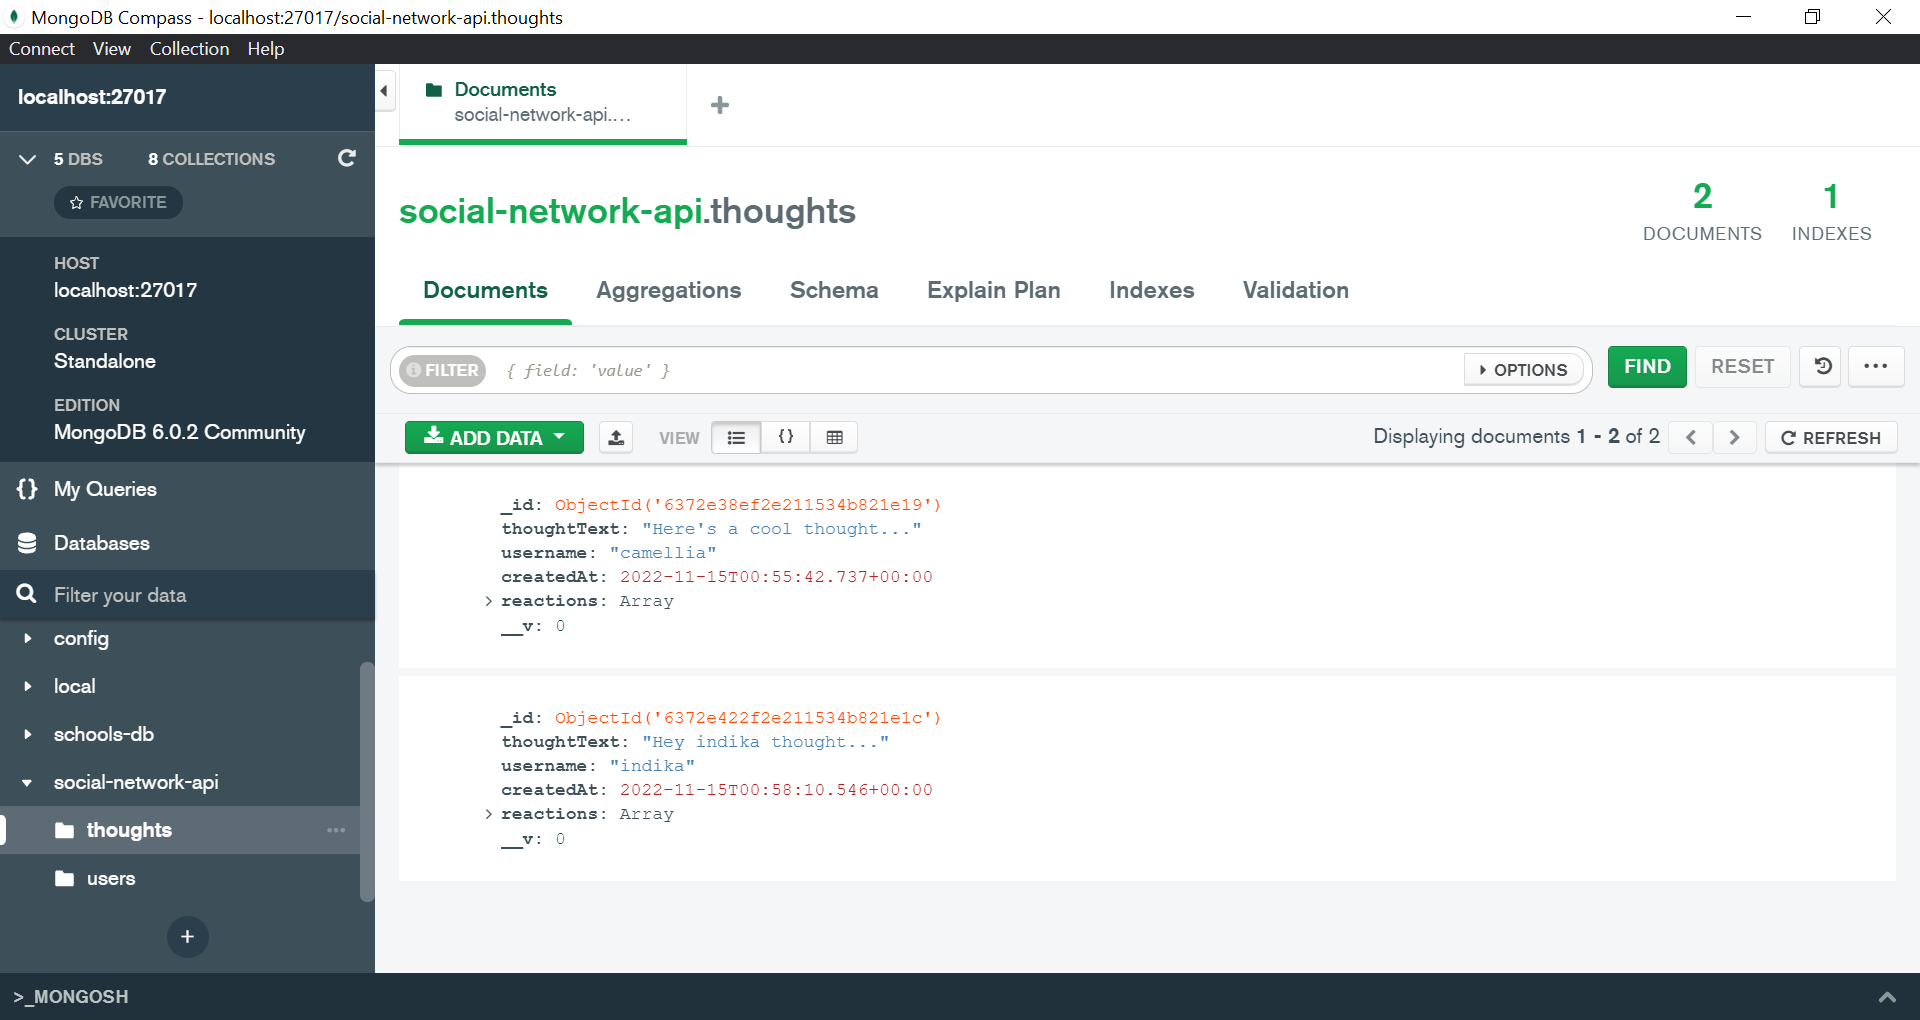 MongoDB Compass - localhost:27017/social-network-api.thoughts
Connect View Collection Help
localhost:27017
5 DBS 8 COLLECTIONS
FAVORITE
HOST
localhost:27017
CLUSTER
Standalone
EDITION
MongoDB 6.0.2 Community
{} My Queries
Databases
Filter your data
config
local
schools-db
social-network-api
thoughts
users
+
Documents
social-network-api....
+
social-network-api.thoughts
2
DOCUMENTS
1
INDEXES
Documents Aggregations Schema Explain Plan Indexes Validation
FILTER { field: 'value' } OPTIONS FIND RESET ...
ADD DATA VIEW {} Displaying documents 1 - 2 of 2 < > REFRESH
_id: ObjectId('6372e38ef2e211534b821e19')
thoughtText: "Here's a cool thought..."
username: "camellia"
createdAt: 2022-11-15T00:55:42.737+00:00
> reactions: Array
__v: 0
_id: ObjectId('6372e422f2e211534b821e1c')
thoughtText: "Hey indika thought..."
username: "indika"
createdAt: 2022-11-15T00:58:10.546+00:00
> reactions: Array
__v: 0
>_MONGOSH